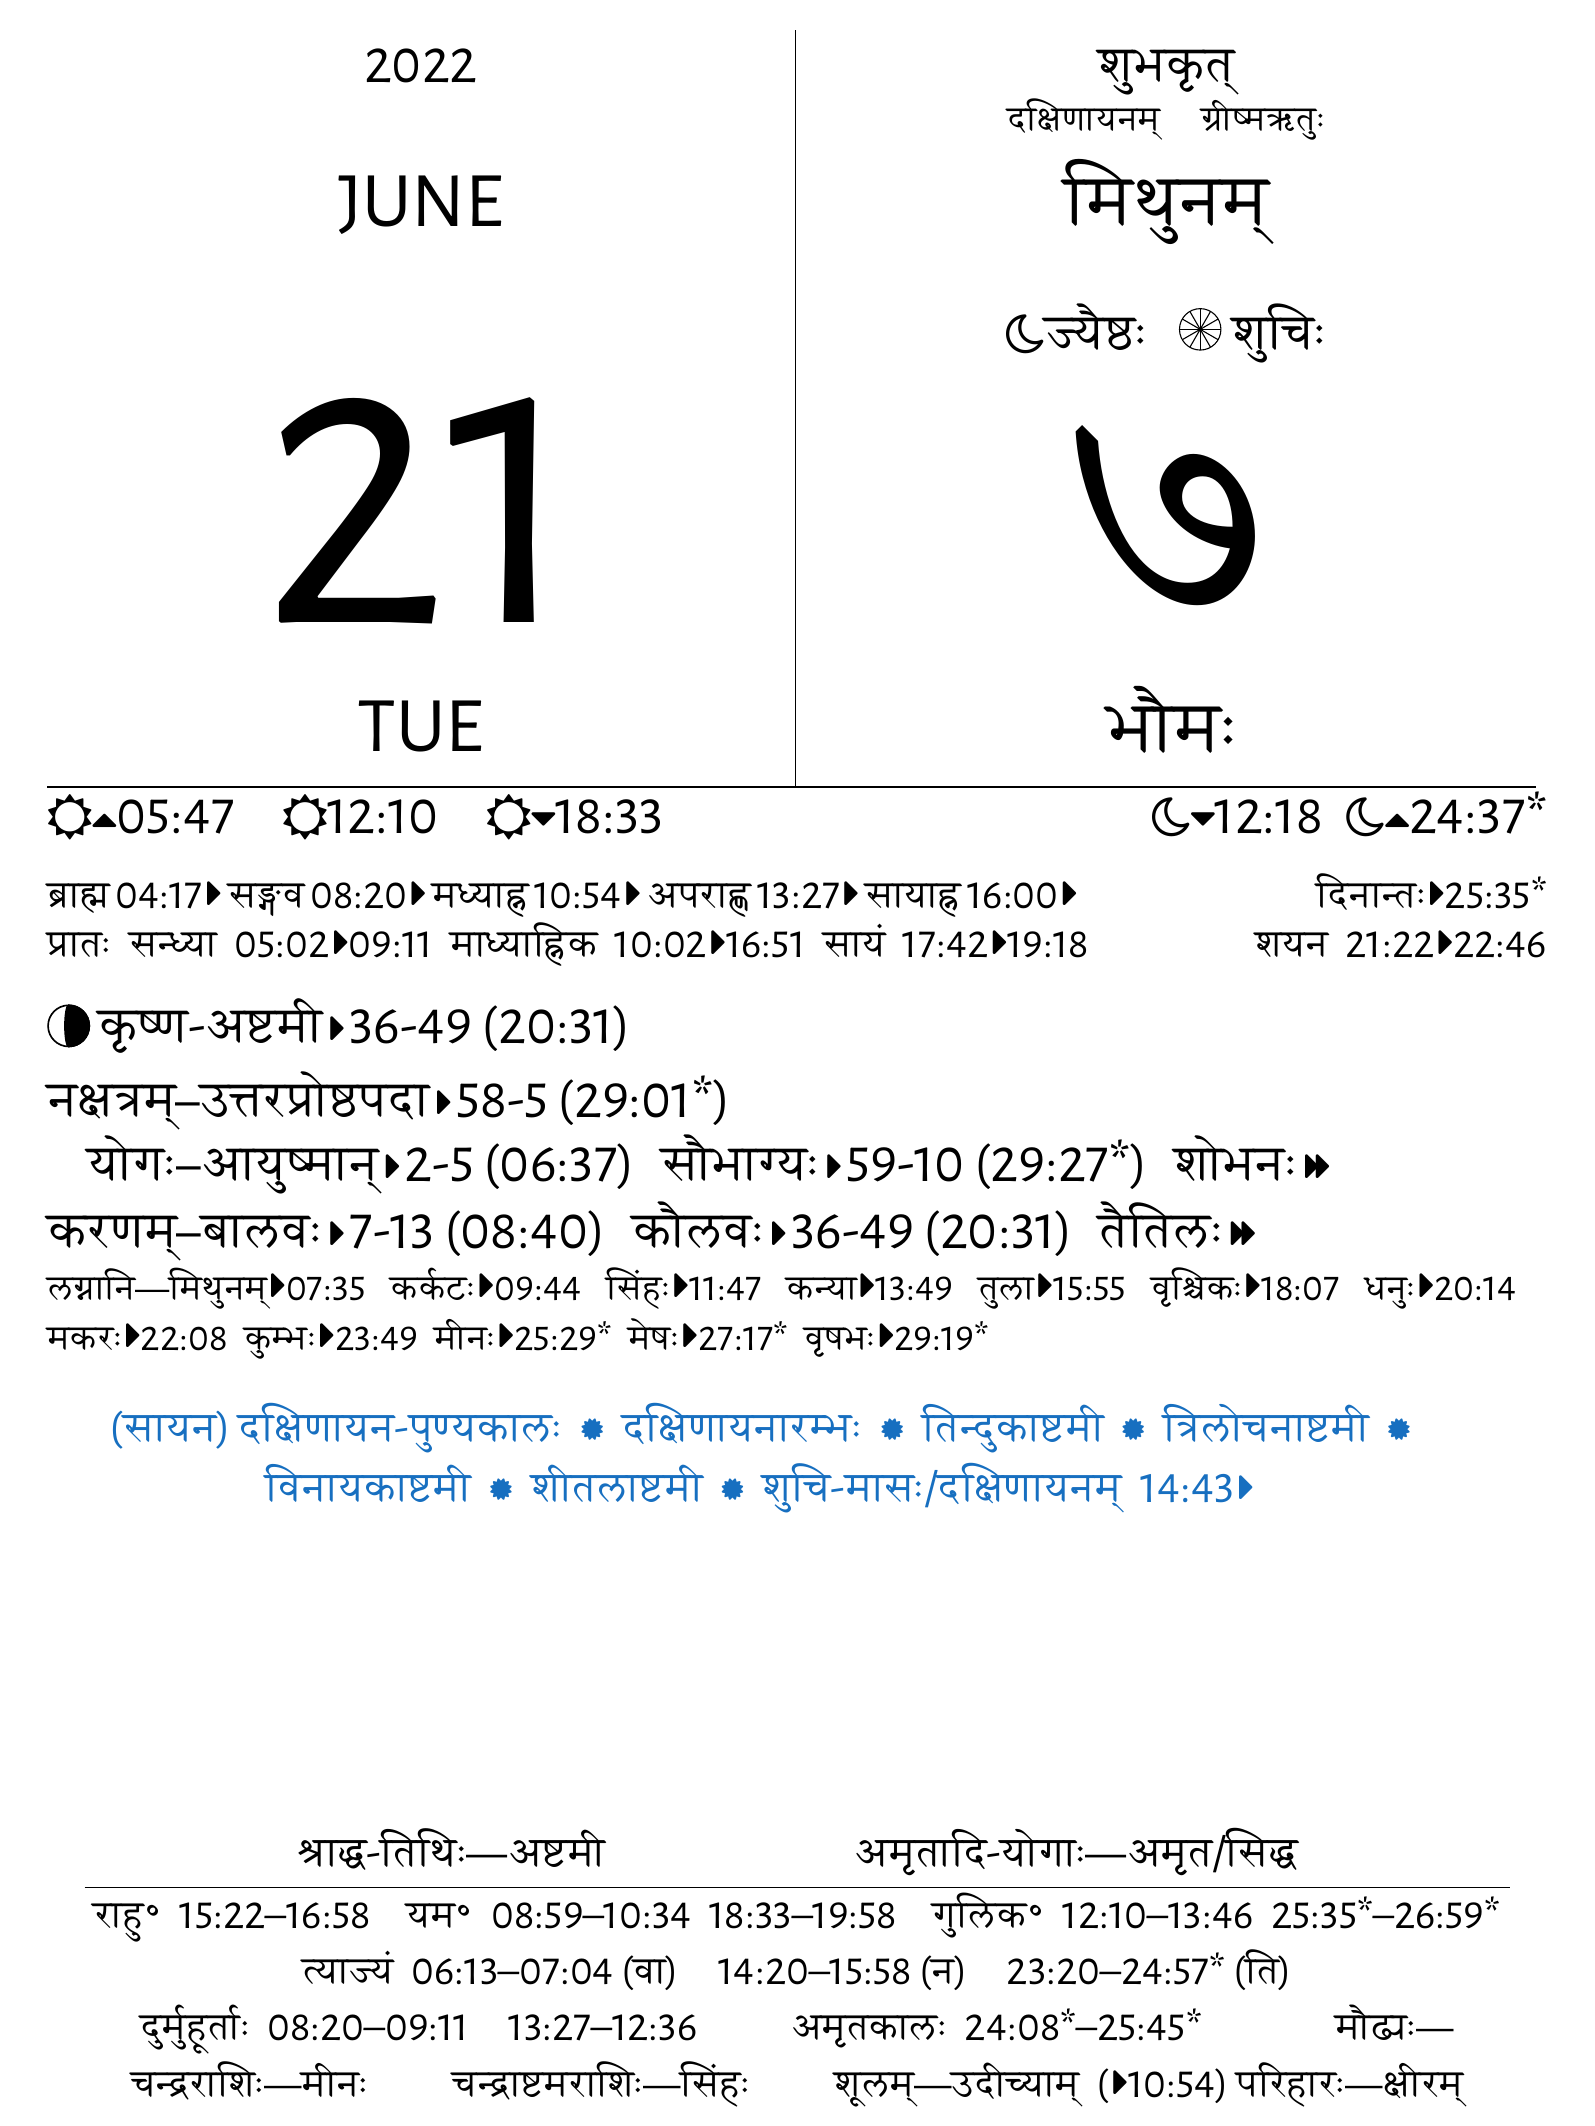 2022
JUNE
21
TUE
शुभकृत्
दक्षिणायनम् ग्रीष्मऋतुः
मिथुनम्
ज्यैष्ठः शुचिः
७
भौमः
05:47 12:10 18:33 12:18 24:37*
ब्राह्म 04:17 सङ्गव 08:20 मध्याह्न 10:54 अपराह्ण 13:27 सायाह्न 16:00 दिनान्तः 25:35*
प्रातः सन्ध्या 05:02 09:11 माध्याह्निक 10:02 16:51 सायं 17:42 19:18 शयन 21:22 22:46
कृष्ण-अष्टमी 36-49 (20:31)
नक्षत्रम्–उत्तरप्रोष्ठपदा 58-5 (29:01*)
योगः–आयुष्मान् 2-5 (06:37) सौभाग्यः 59-10 (29:27*) शोभनः
करणम्–बालवः 7-13 (08:40) कौलवः 36-49 (20:31) तैतिलः
लग्नानि—मिथुनम् 07:35 कर्कटः 09:44 सिंहः 11:47 कन्या 13:49 तुला 15:55 वृश्चिकः 18:07 धनुः 20:14
मकरः 22:08 कुम्भः 23:49 मीनः 25:29* मेषः 27:17* वृषभः 29:19*
(सायन) दक्षिणायन-पुण्यकालः ✹ दक्षिणायनारम्भः ✹ तिन्दुकाष्टमी ✹ त्रिलोचनाष्टमी ✹
विनायकाष्टमी ✹ शीतलाष्टमी ✹ शुचि-मासः/दक्षिणायनम् 14:43
श्राद्ध-तिथिः—अष्टमी अमृतादि-योगाः—अमृत/सिद्ध
राहु॰ 15:22–16:58 यम॰ 08:59–10:34 18:33–19:58 गुलिक॰ 12:10–13:46 25:35*–26:59*
त्याज्यं 06:13–07:04 (वा) 14:20–15:58 (न) 23:20–24:57* (ति)
दुर्मुहूर्ताः 08:20–09:11 13:27–12:36 अमृतकालः 24:08*–25:45* मौढ्यः—
चन्द्रराशिः—मीनः चन्द्राष्टमराशिः—सिंहः शूलम्—उदीच्याम् (10:54) परिहारः—क्षीरम्